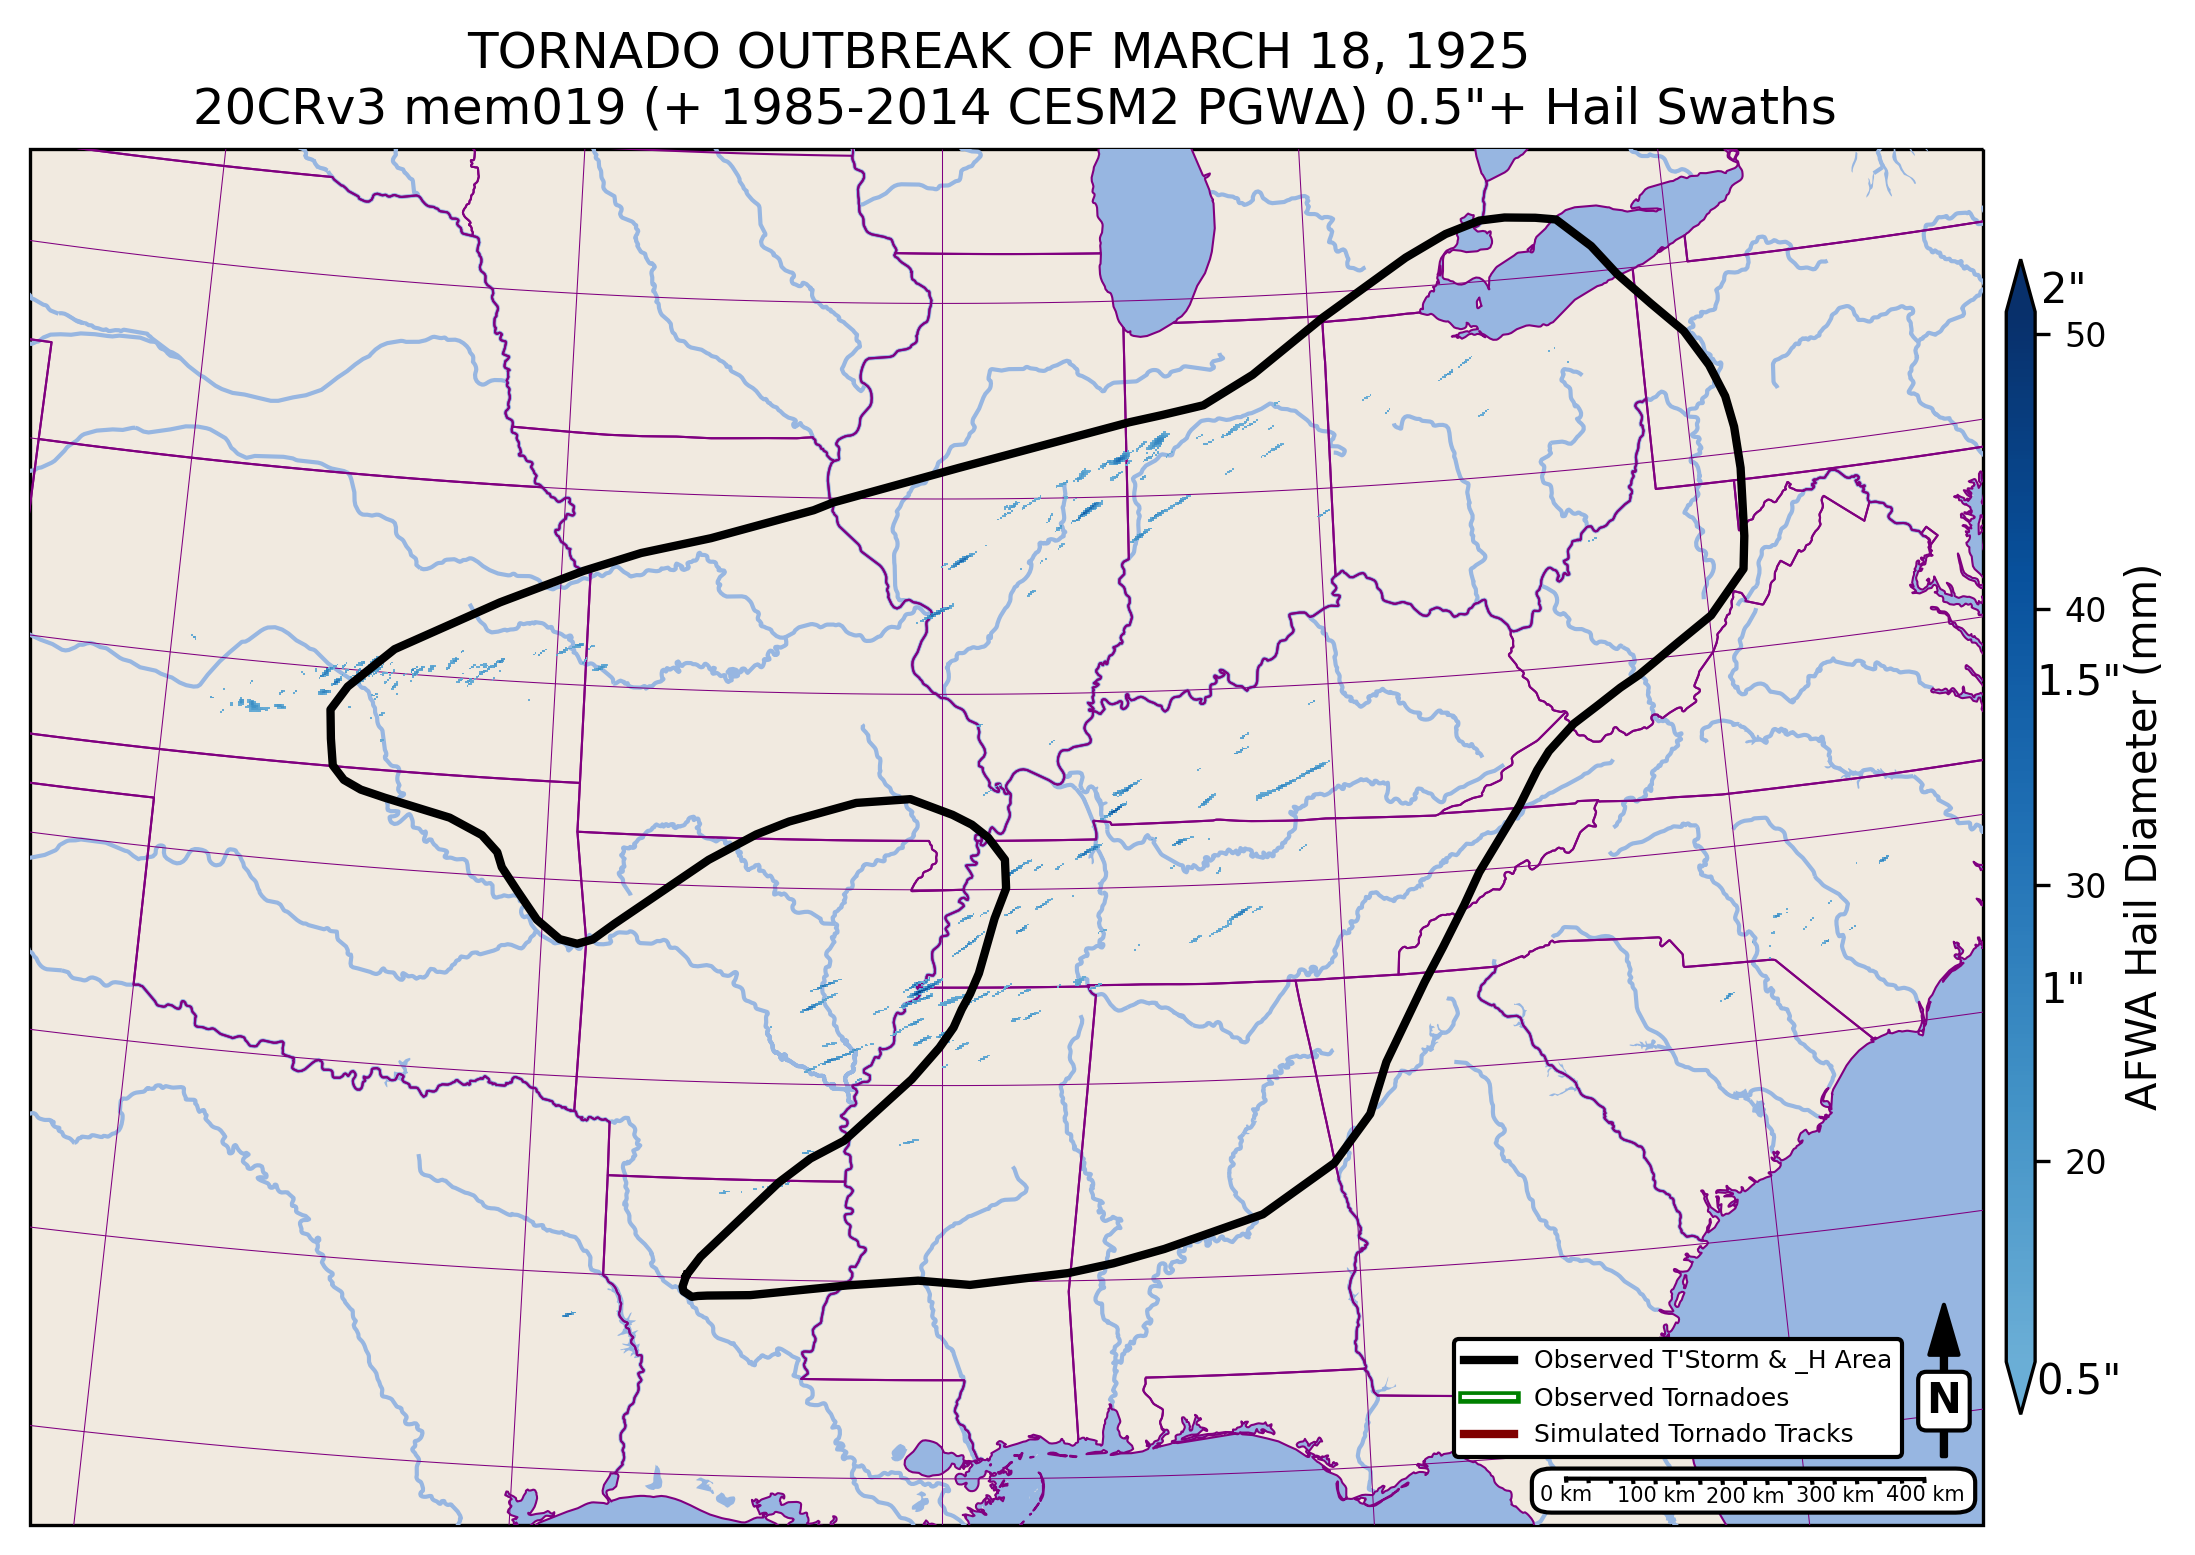 TORNADO OUTBREAK OF MARCH 18, 1925
20CRv3 mem019 (+ 1985-2014 CESM2 PGWΔ) 0.5"+ Hail Swaths
2"
50
40
1.5"
30
1"
20
0.5"
AFWA Hail Diameter (mm)
Observed T'Storm & _H Area
Observed Tornadoes
Simulated Tornado Tracks
N
0 km 100 km 200 km 300 km 400 km